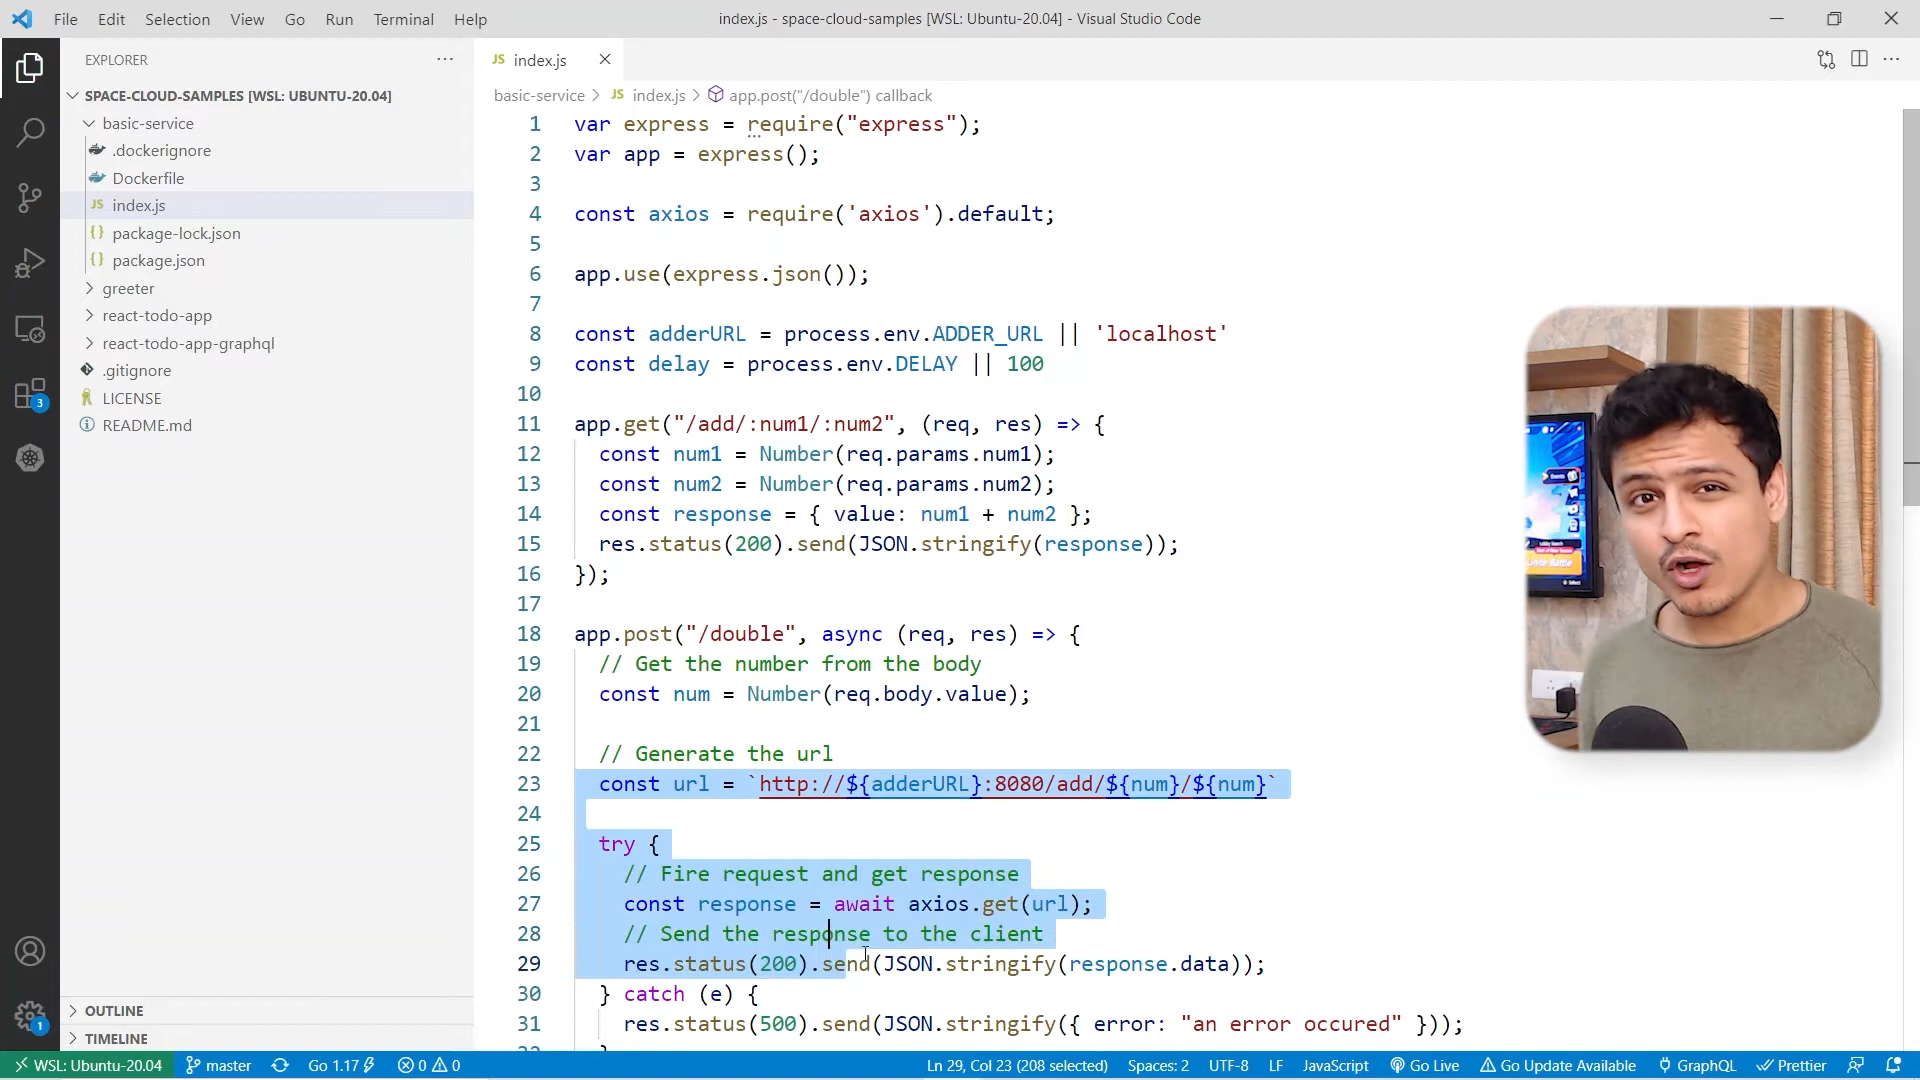 File Edit Selection View Go Run Terminal Help
index.js - space-cloud-samples [WSL: Ubuntu-20.04] - Visual Studio Code
EXPLORER
SPACE-CLOUD-SAMPLES [WSL: UBUNTU-20.04]
basic-service
.dockerignore
Dockerfile
JS index.js
{} package-lock.json
{} package.json
greeter
react-todo-app
react-todo-app-graphql
.gitignore
LICENSE
README.md
OUTLINE
TIMELINE
3
1
JS index.js
basic-service > JS index.js > app.post("/double") callback
1 var express = require("express");
2 var app = express();
3
4 const axios = require('axios').default;
5
6 app.use(express.json());
7
8 const adderURL = process.env.ADDER_URL || 'localhost'
9 const delay = process.env.DELAY || 100
10
11 app.get("/add/:num1/:num2", (req, res) => {
12 const num1 = Number(req.params.num1);
13 const num2 = Number(req.params.num2);
14 const response = { value: num1 + num2 };
15 res.status(200).send(JSON.stringify(response));
16 });
17
18 app.post("/double", async (req, res) => {
19 // Get the number from the body
20 const num = Number(req.body.value);
21
22 // Generate the url
23 const url = `http://${adderURL}:8080/add/${num}/${num}`
24
25 try {
26 // Fire request and get response
27 const response = await axios.get(url);
28 // Send the response to the client
29 res.status(200).send(JSON.stringify(response.data));
30 } catch (e) {
31 res.status(500).send(JSON.stringify({ error: "an error occured" }));
WSL: Ubuntu-20.04 master Go 1.17 0 0 Ln 29, Col 23 (208 selected) Spaces: 2 UTF-8 LF JavaScript Go Live Go Update Available GraphQL Prettier